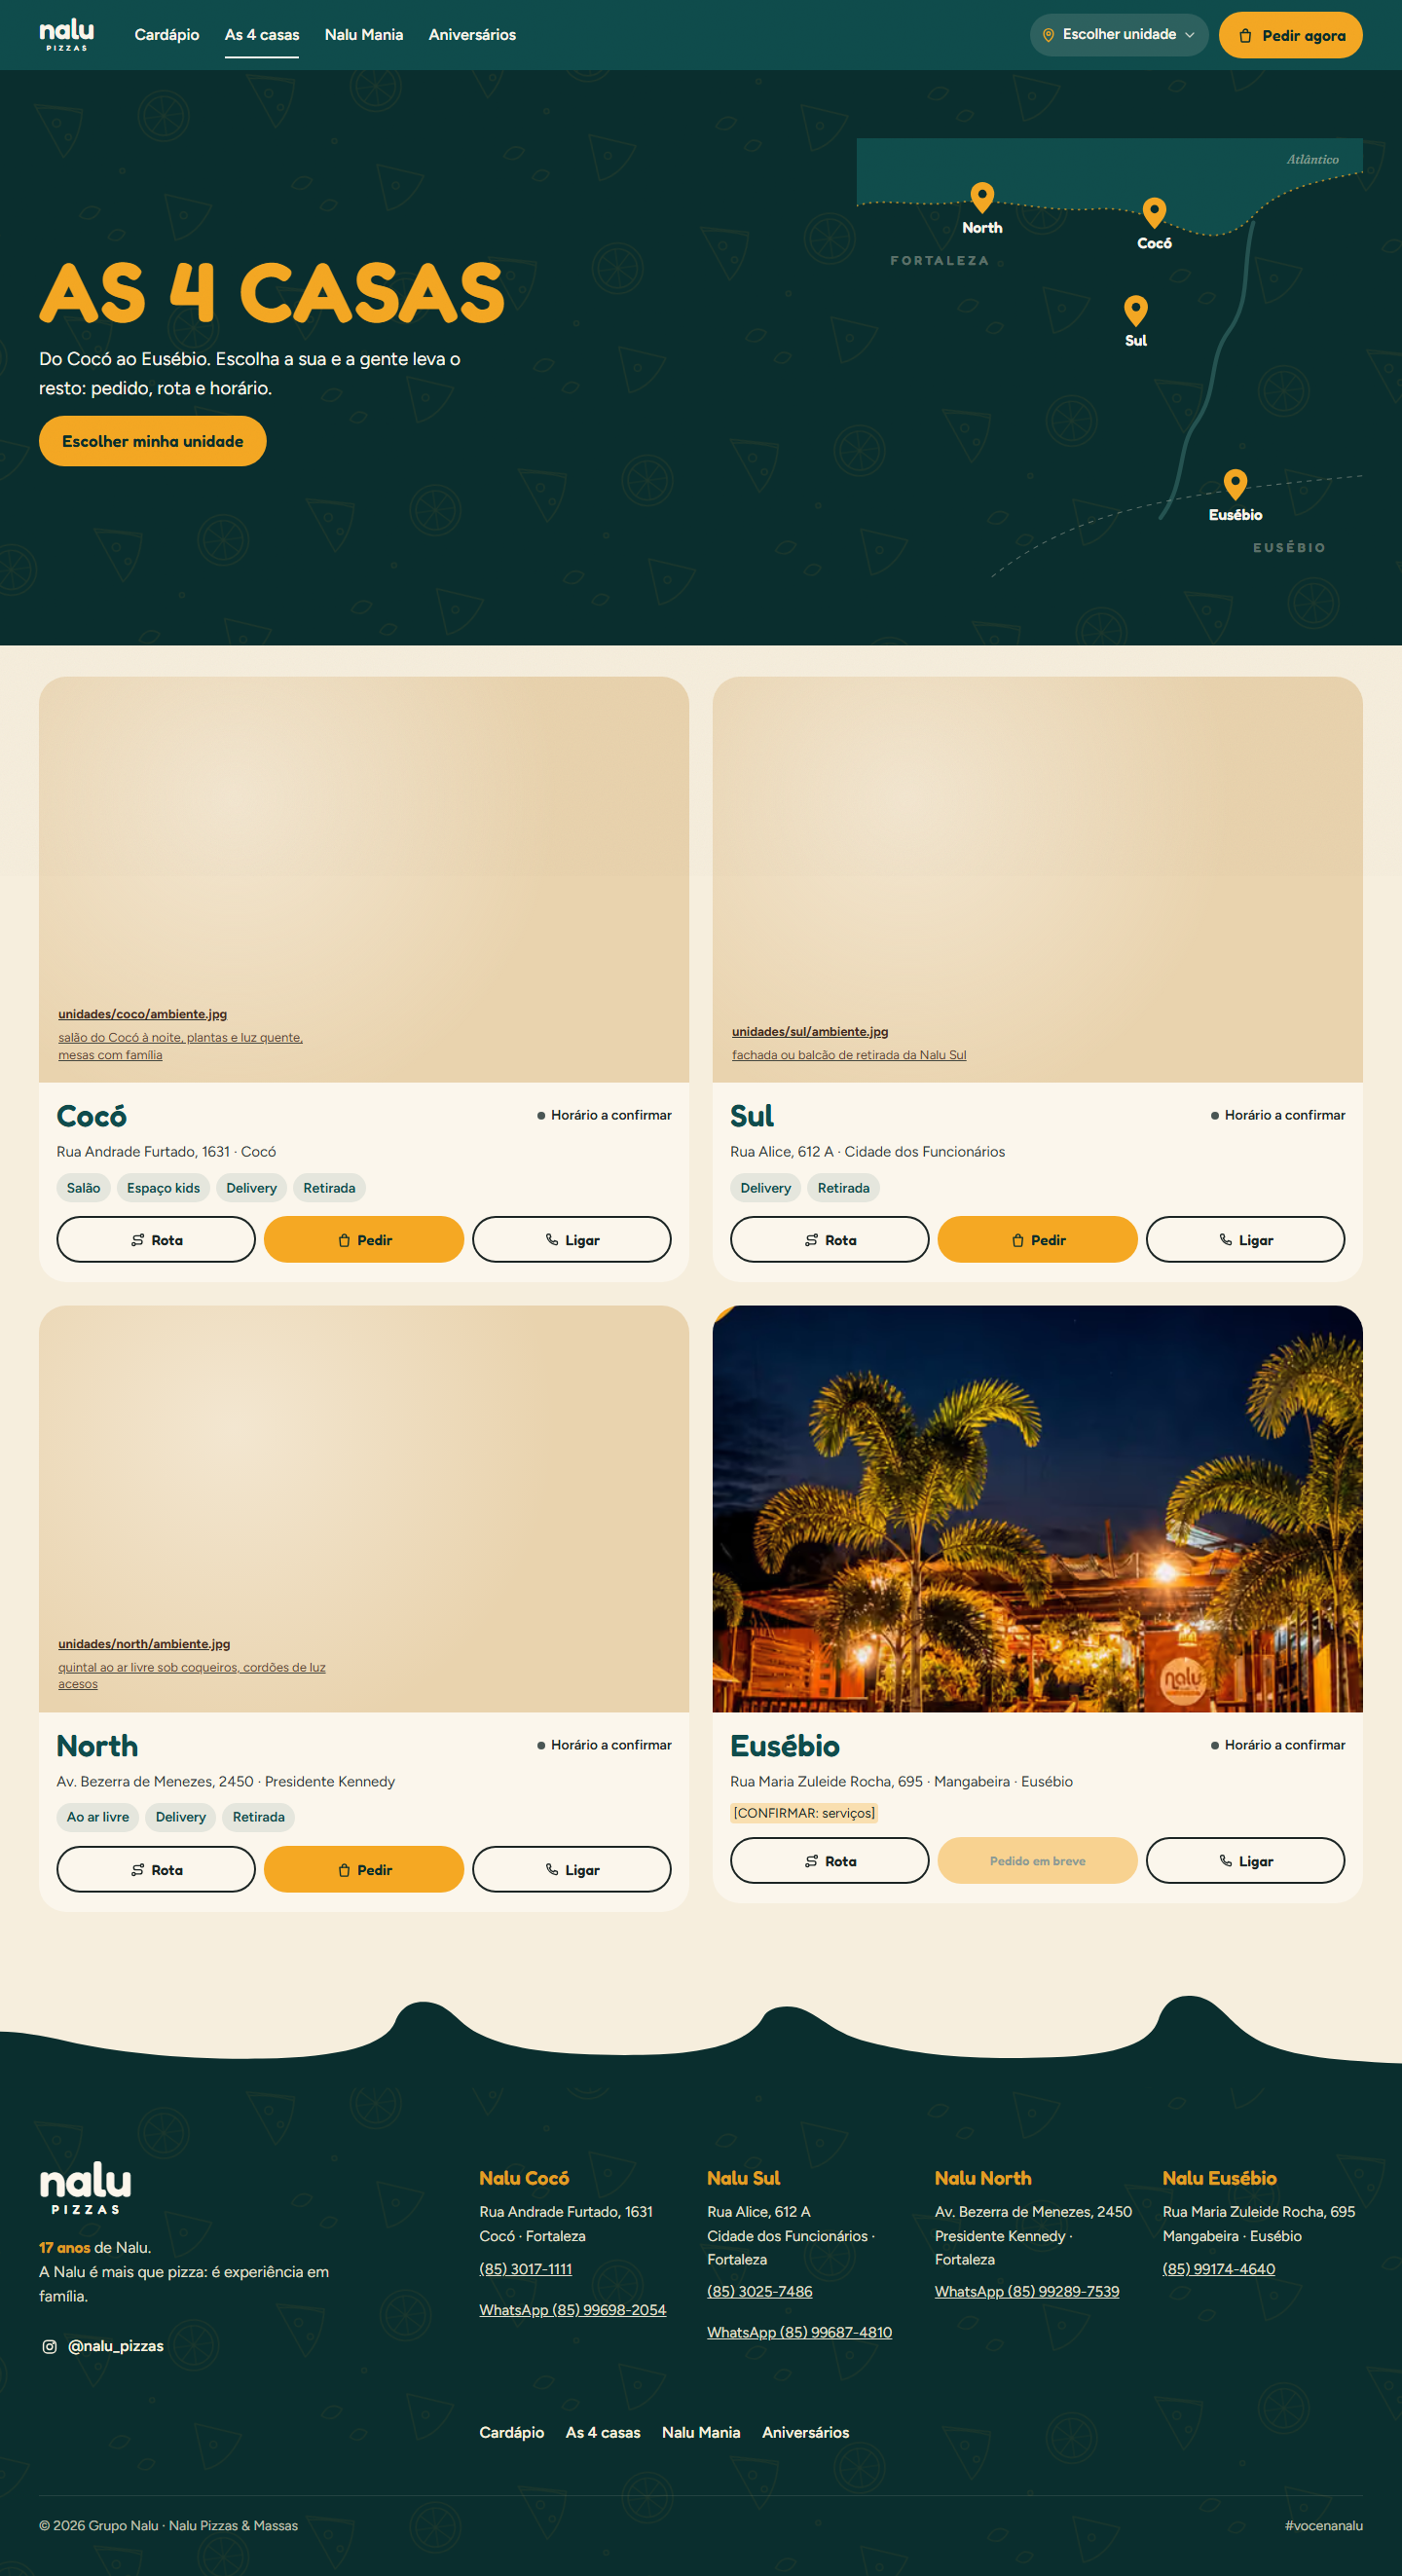 nalu
PIZZAS
Cardápio
As 4 casas
Nalu Mania
Aniversários
Escolher unidade
Pedir agora
AS 4 CASAS
Do Cocó ao Eusébio. Escolha a sua e a gente leva o
resto: pedido, rota e horário.
Escolher minha unidade
Atlântico
North
Cocó
FORTALEZA
Sul
Eusébio
EUSÉBIO
unidades/coco/ambiente.jpg
salão do Cocó à noite, plantas e luz quente,
mesas com família
Cocó
Horário a confirmar
Rua Andrade Furtado, 1631 · Cocó
Salão
Espaço kids
Delivery
Retirada
Rota
Pedir
Ligar
unidades/sul/ambiente.jpg
fachada ou balcão de retirada da Nalu Sul
Sul
Horário a confirmar
Rua Alice, 612 A · Cidade dos Funcionários
Delivery
Retirada
Rota
Pedir
Ligar
unidades/north/ambiente.jpg
quintal ao ar livre sob coqueiros, cordões de luz
acesos
North
Horário a confirmar
Av. Bezerra de Menezes, 2450 · Presidente Kennedy
Ao ar livre
Delivery
Retirada
Rota
Pedir
Ligar
nalu
Eusébio
Horário a confirmar
Rua Maria Zuleide Rocha, 695 · Mangabeira · Eusébio
[CONFIRMAR: serviços]
Rota
Pedido em breve
Ligar
nalu
PIZZAS
17 anos de Nalu.
A Nalu é mais que pizza: é experiência em
família.
@nalu_pizzas
Nalu Cocó
Rua Andrade Furtado, 1631
Cocó · Fortaleza
(85) 3017-1111
WhatsApp (85) 99698-2054
Nalu Sul
Rua Alice, 612 A
Cidade dos Funcionários ·
Fortaleza
(85) 3025-7486
WhatsApp (85) 99687-4810
Nalu North
Av. Bezerra de Menezes, 2450
Presidente Kennedy ·
Fortaleza
WhatsApp (85) 99289-7539
Nalu Eusébio
Rua Maria Zuleide Rocha, 695
Mangabeira · Eusébio
(85) 99174-4640
Cardápio
As 4 casas
Nalu Mania
Aniversários
© 2026 Grupo Nalu · Nalu Pizzas & Massas
#vocenanalu